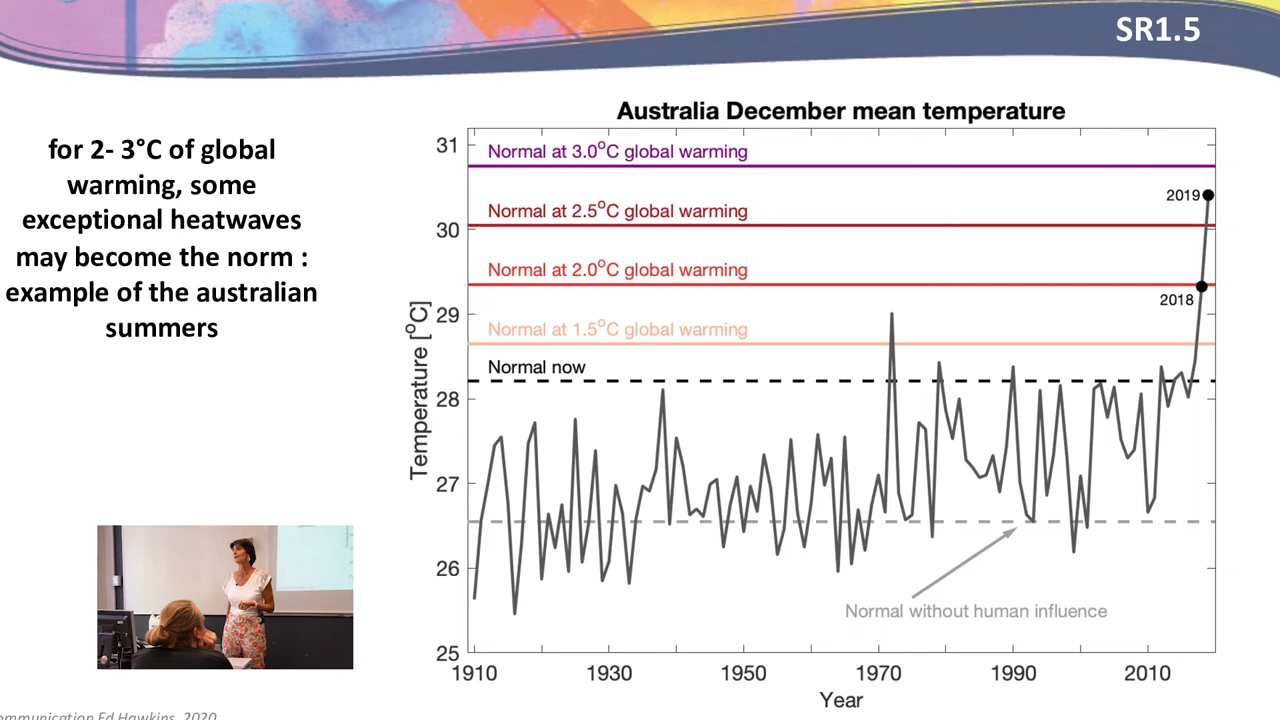 SR1.5
for 2- 3°C of global
warming, some
exceptional heatwaves
may become the norm :
example of the australian
summers
Australia December mean temperature
31
30
29
28
27
26
25
Temperature [°C]
Normal at 3.0°C global warming
Normal at 2.5°C global warming
Normal at 2.0°C global warming
Normal at 1.5°C global warming
Normal now
2019
2018
Normal without human influence
1910
1930
1950
1970
1990
2010
Year
Ed Hawkins, 2020